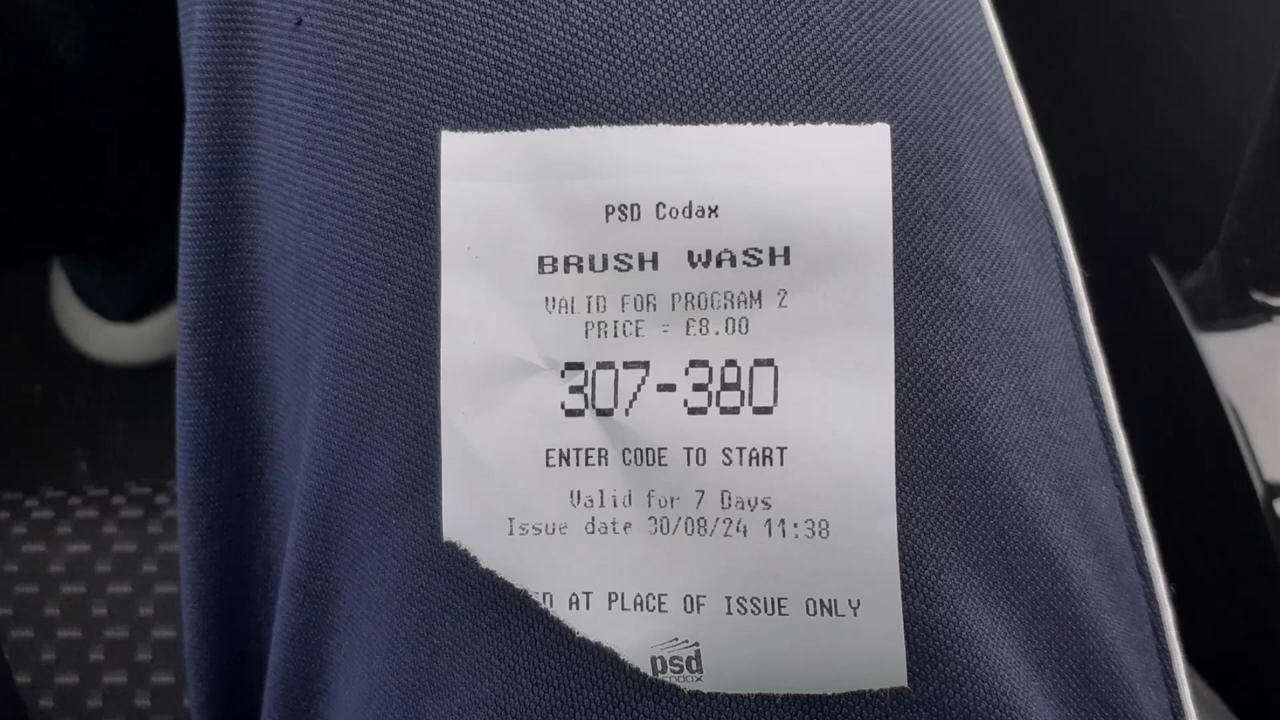 PSD Codax
BRUSH WASH
VALID FOR PROGRAM 2
PRICE = £8.00
307-380
ENTER CODE TO START
Valid for 7 Days
Issue date 30/08/24 11:38
AT PLACE OF ISSUE ONLY
psd
codax